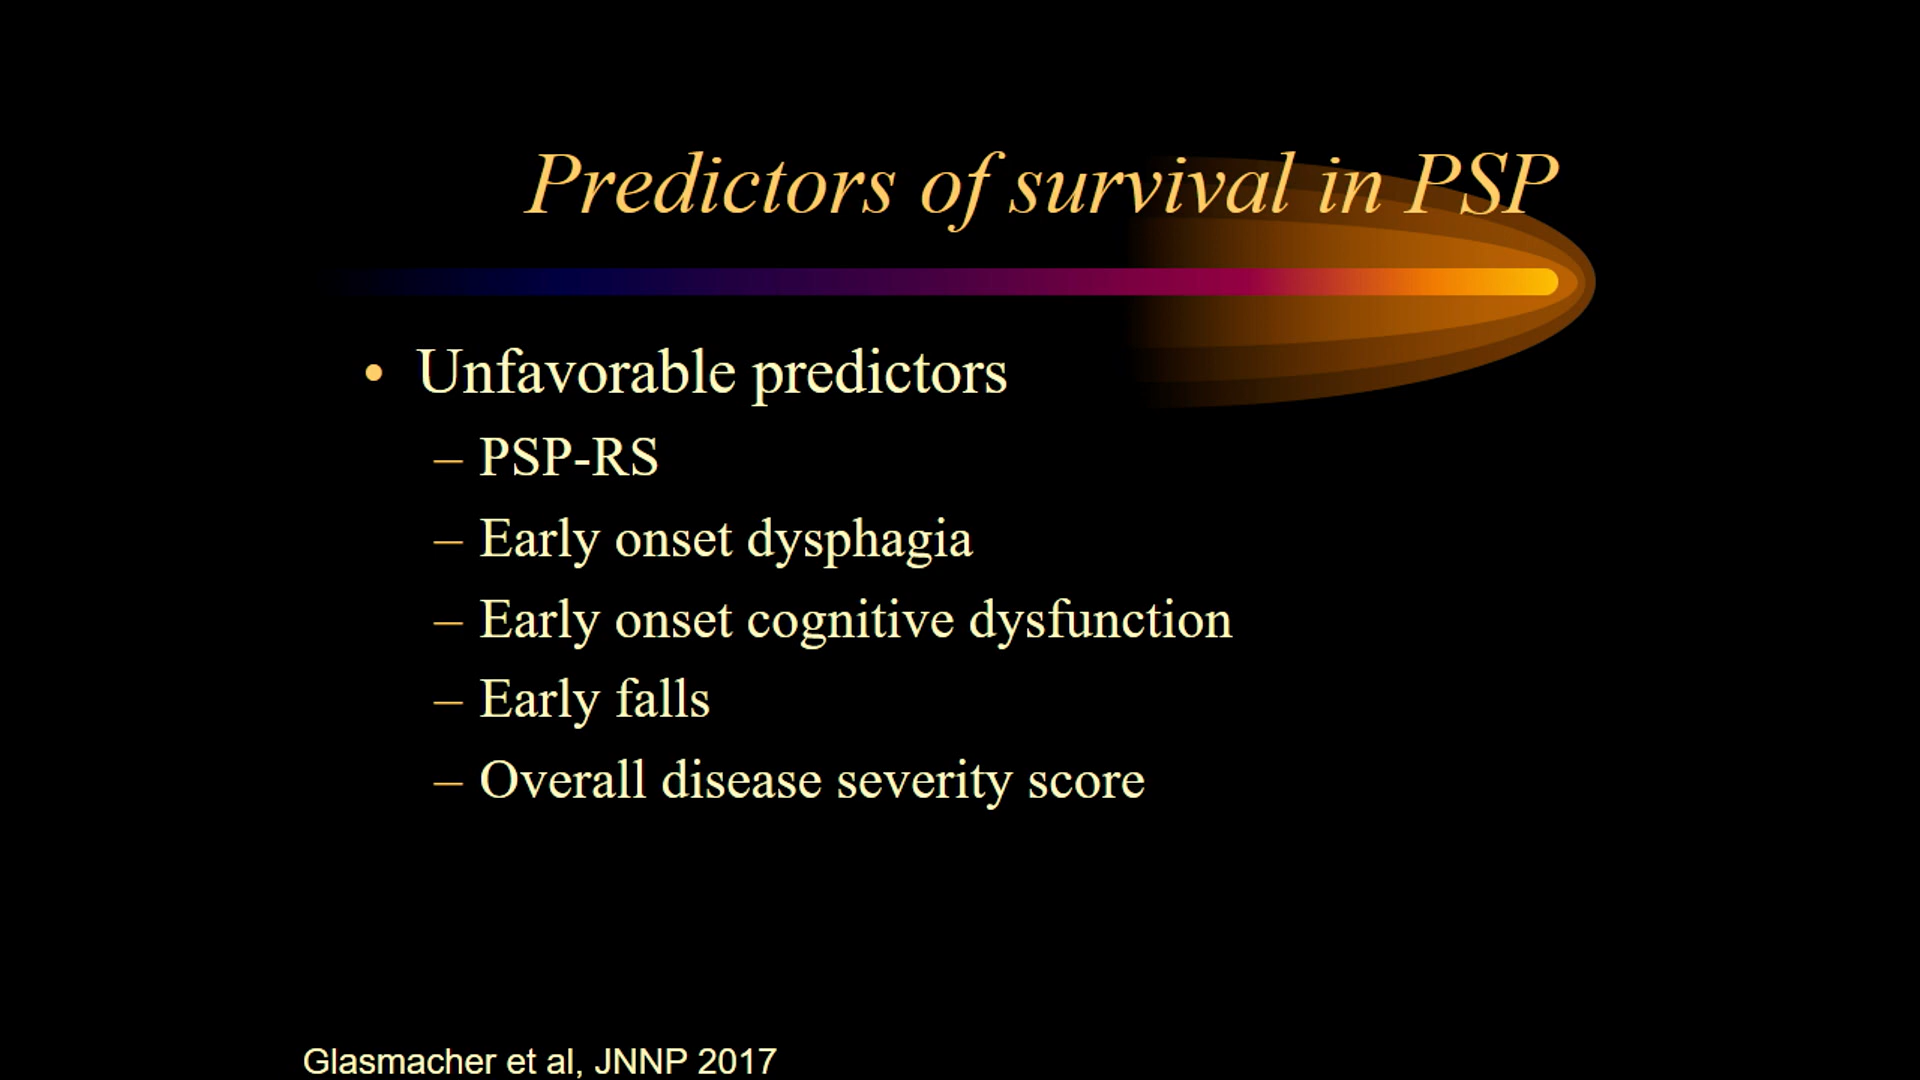 Predictors of survival in PSP
• Unfavorable predictors
– PSP-RS
– Early onset dysphagia
– Early onset cognitive dysfunction
– Early falls
– Overall disease severity score
Glasmacher et al, JNNP 2017